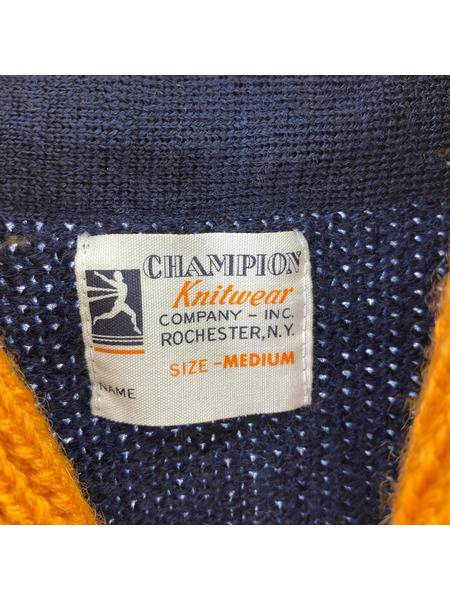 CHAMPION
Knitwear
COMPANY - INC.
ROCHESTER, N.Y.
SIZE - MEDIUM
NAME